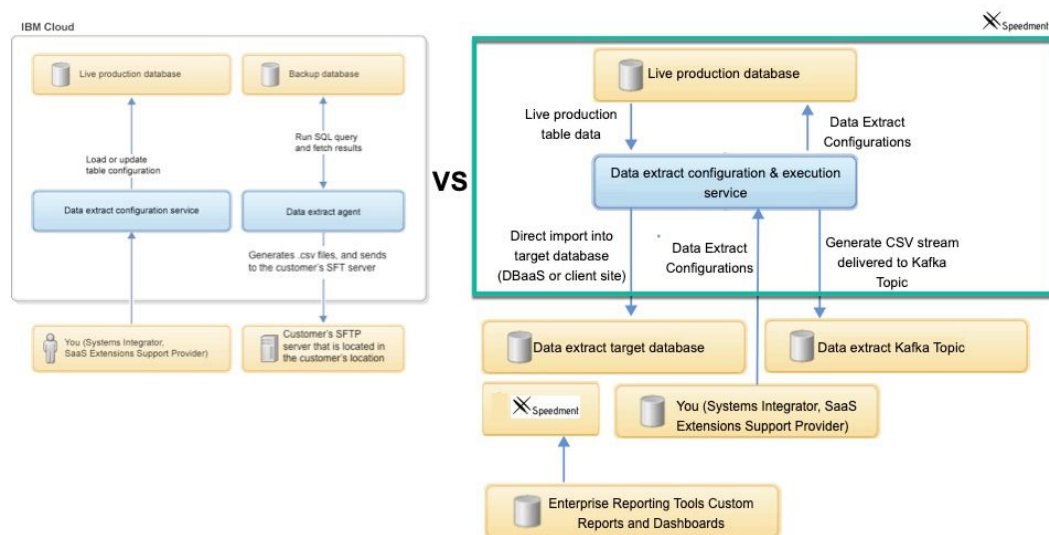 IBM Cloud
Live production database
Backup database
Load or update
table configuration
Run SQL query
and fetch results
Data extract configuration service
Data extract agent
Generates .csv files, and sends
to the customer's SFT server
You (Systems Integrator,
SaaS Extensions Support Provider)
Customer's SFTP
server that is located in
the customer's location
VS
Speedment
Live production database
Live production
table data
Data Extract
Configurations
Data extract configuration & execution
service
Direct import into
target database
(DBaaS or client site)
Data Extract
Configurations
Generate CSV stream
delivered to Kafka
Topic
Data extract target database
Data extract Kafka Topic
Speedment
You (Systems Integrator, SaaS
Extensions Support Provider)
Enterprise Reporting Tools Custom
Reports and Dashboards